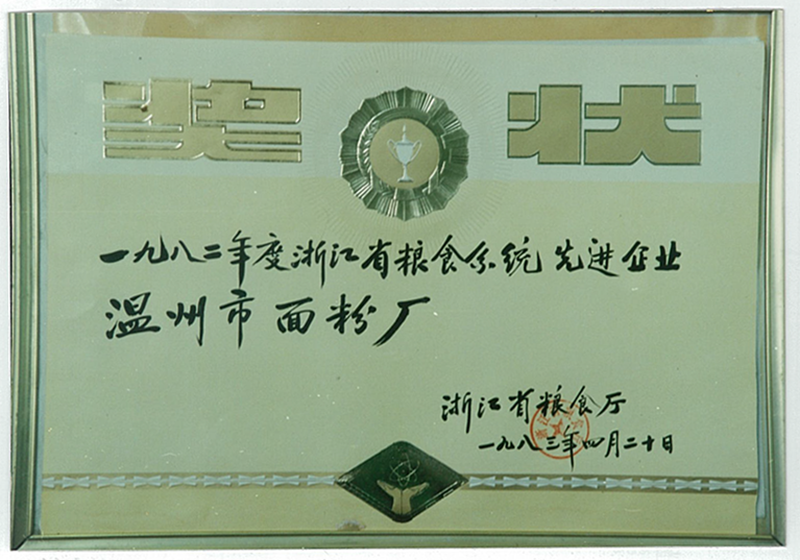 奖状
一九八二年度浙江省粮食系统先进企业
温州市面粉厂
浙江省粮食厅
一九八三年四月二十日